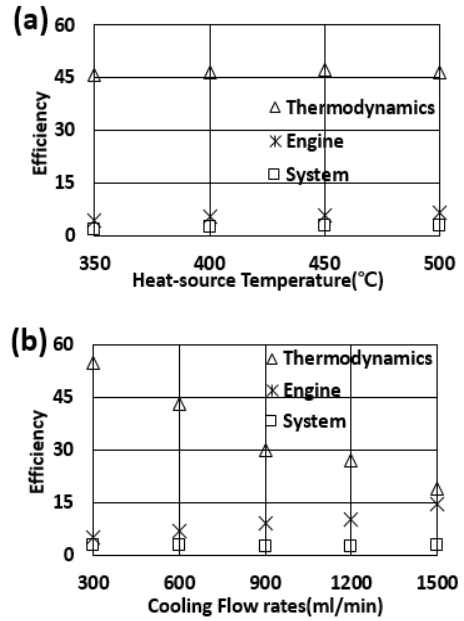 (a)
60
45
30
15
0
Efficiency
Thermodynamics
Engine
System
350 400 450 500
Heat-source Temperature(°C)
(b)
60
45
30
15
0
Efficiency
Thermodynamics
Engine
System
300 600 900 1200 1500
Cooling Flow rates(ml/min)